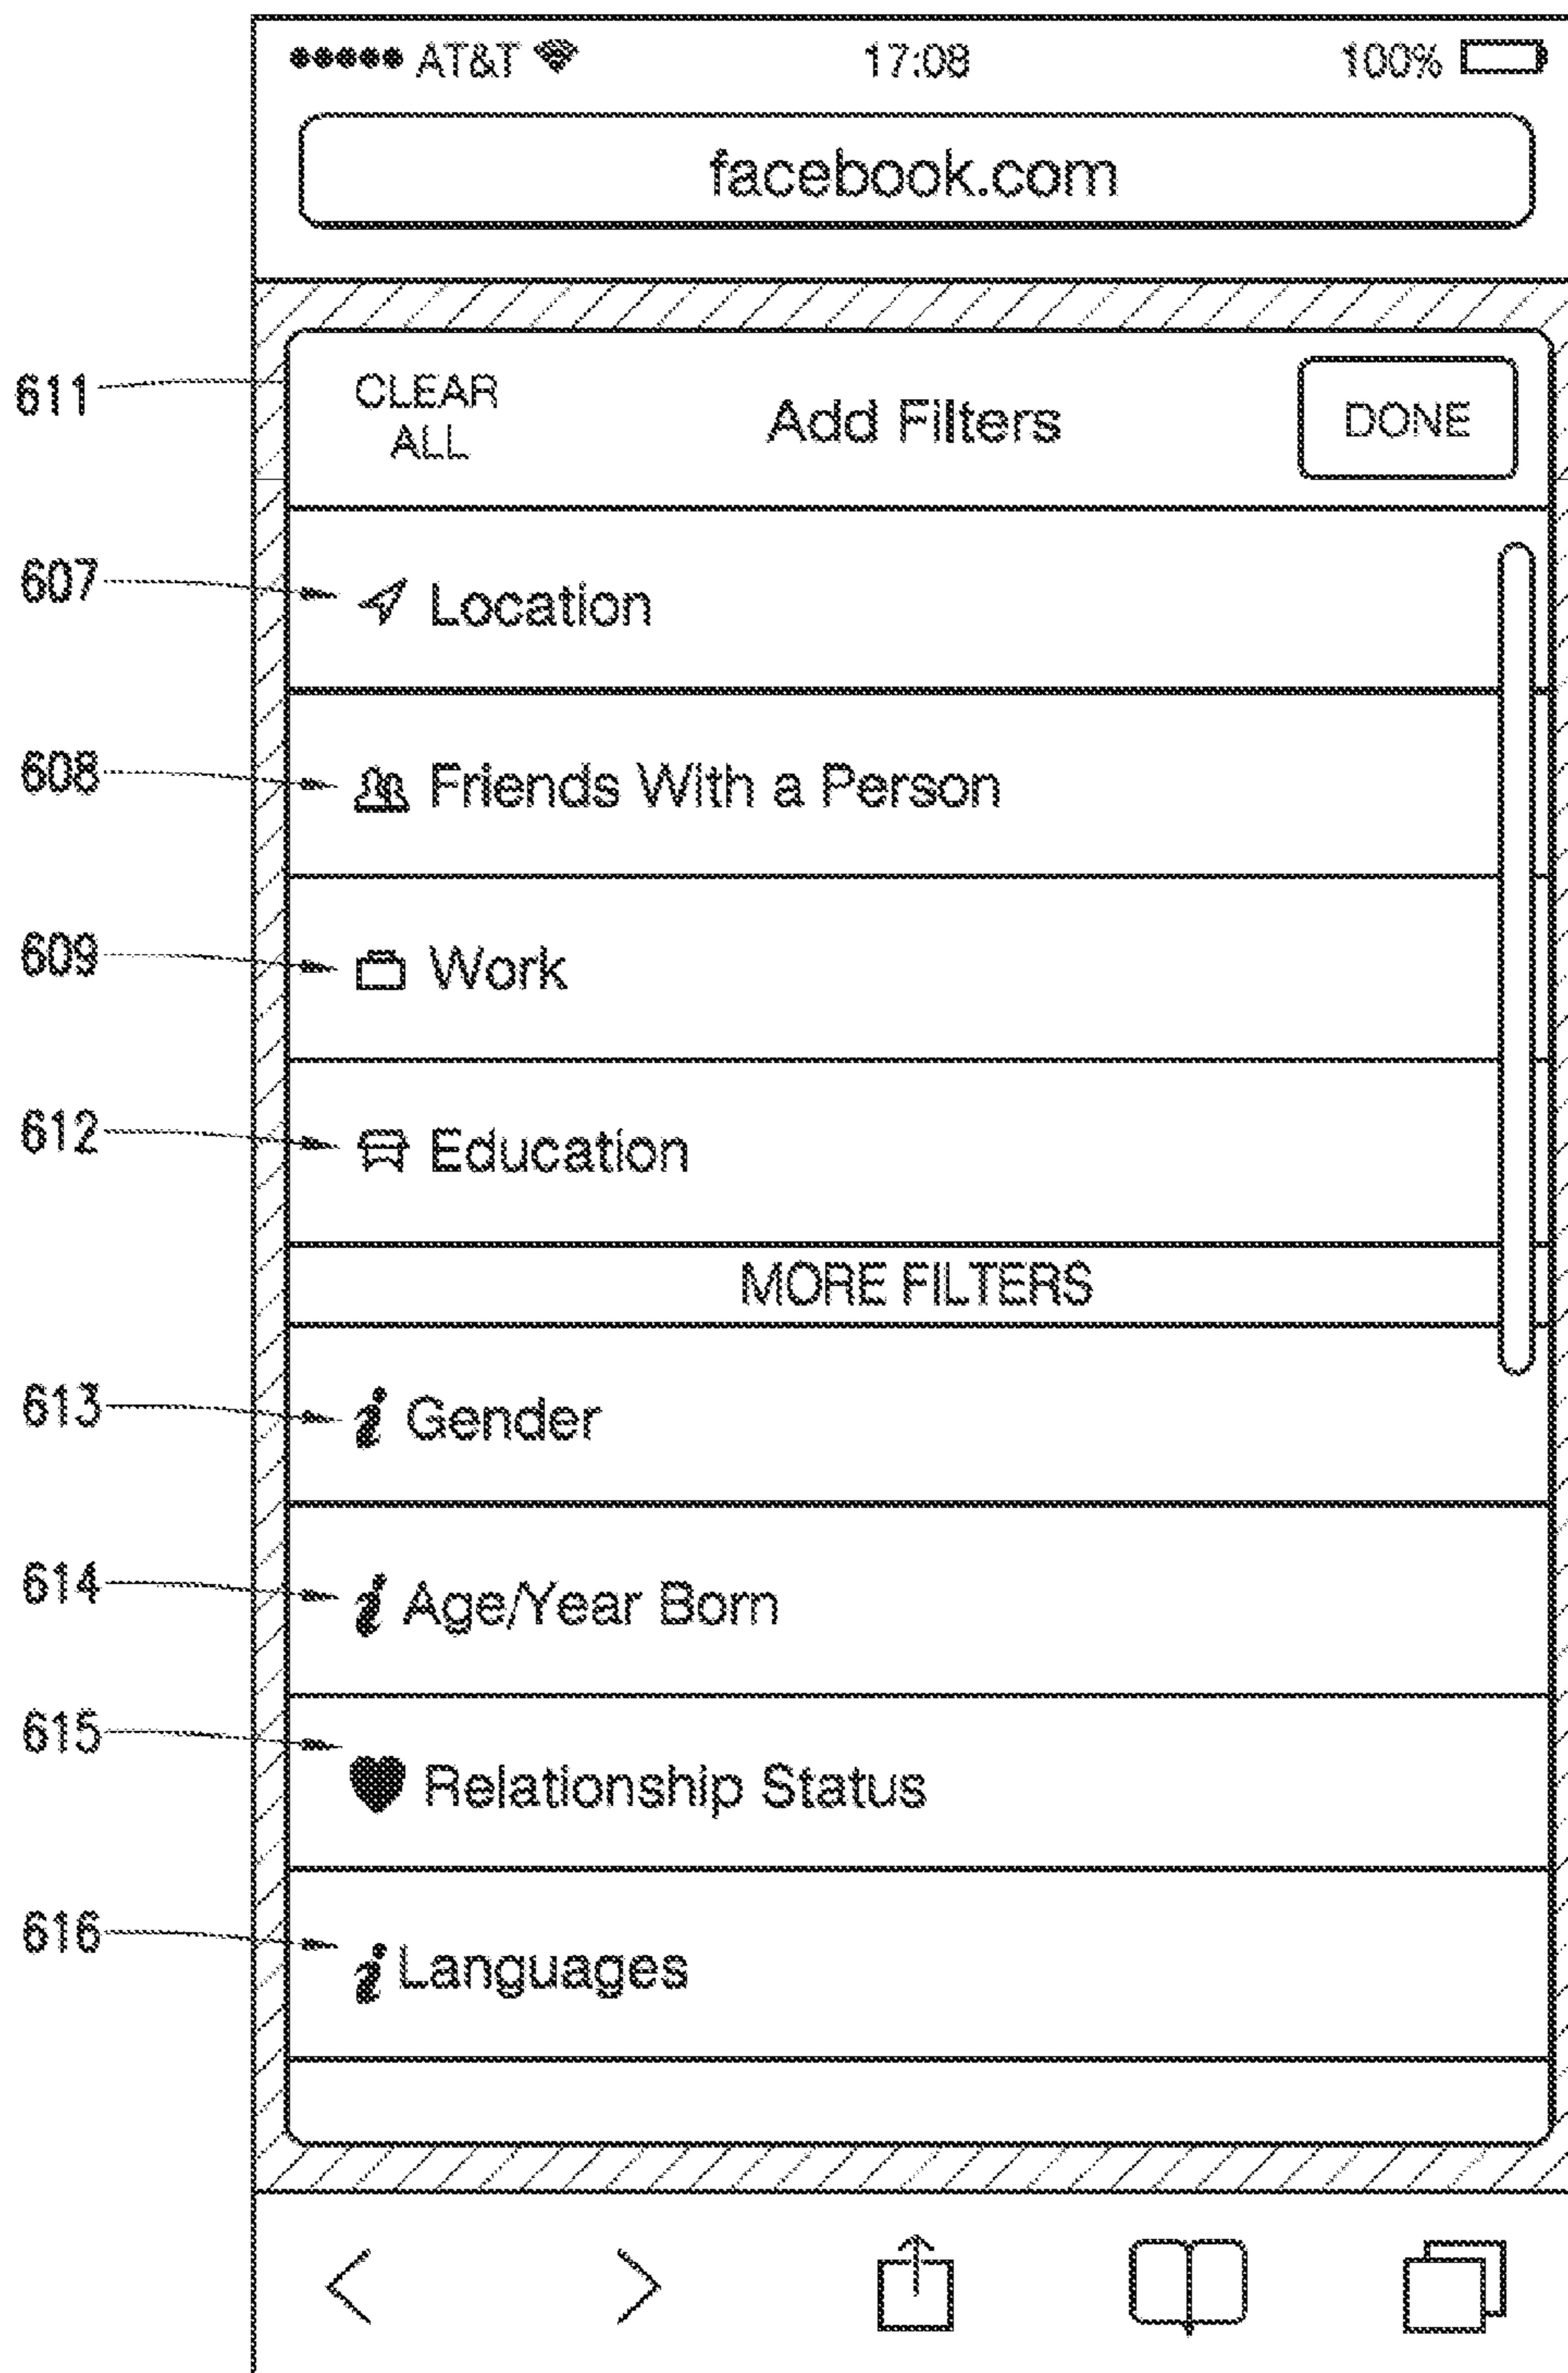 AT&T 17:08 100%
facebook.com
611
CLEAR ALL
Add Filters
DONE
607 Location
608 Friends With a Person
609 Work
612 Education
MORE FILTERS
613 i Gender
614 i Age/Year Born
615 Relationship Status
616 i Languages